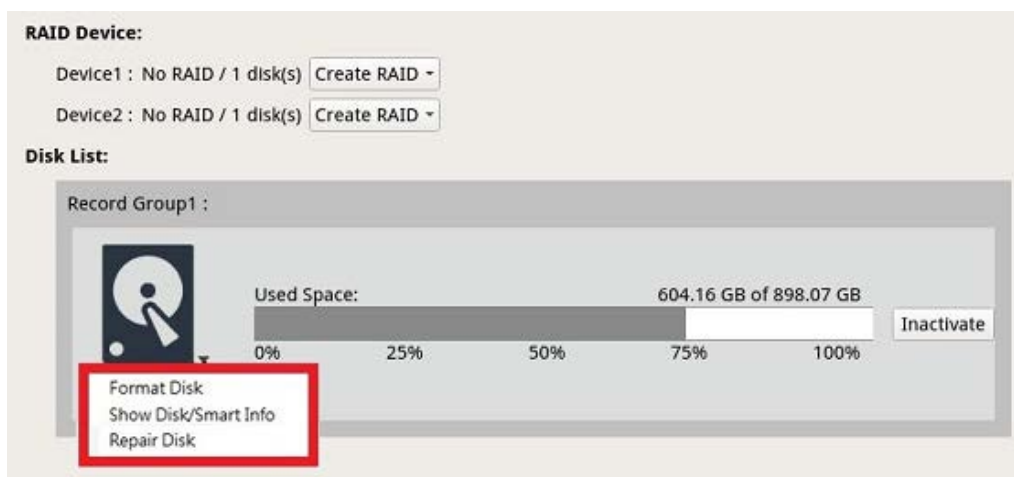 RAID Device:
Device1 : No RAID / 1 disk(s) Create RAID
Device2 : No RAID / 1 disk(s) Create RAID
Disk List:
Record Group1 :
Used Space: 604.16 GB of 898.07 GB
Inactivate
0% 25% 50% 75% 100%
Format Disk
Show Disk/Smart Info
Repair Disk